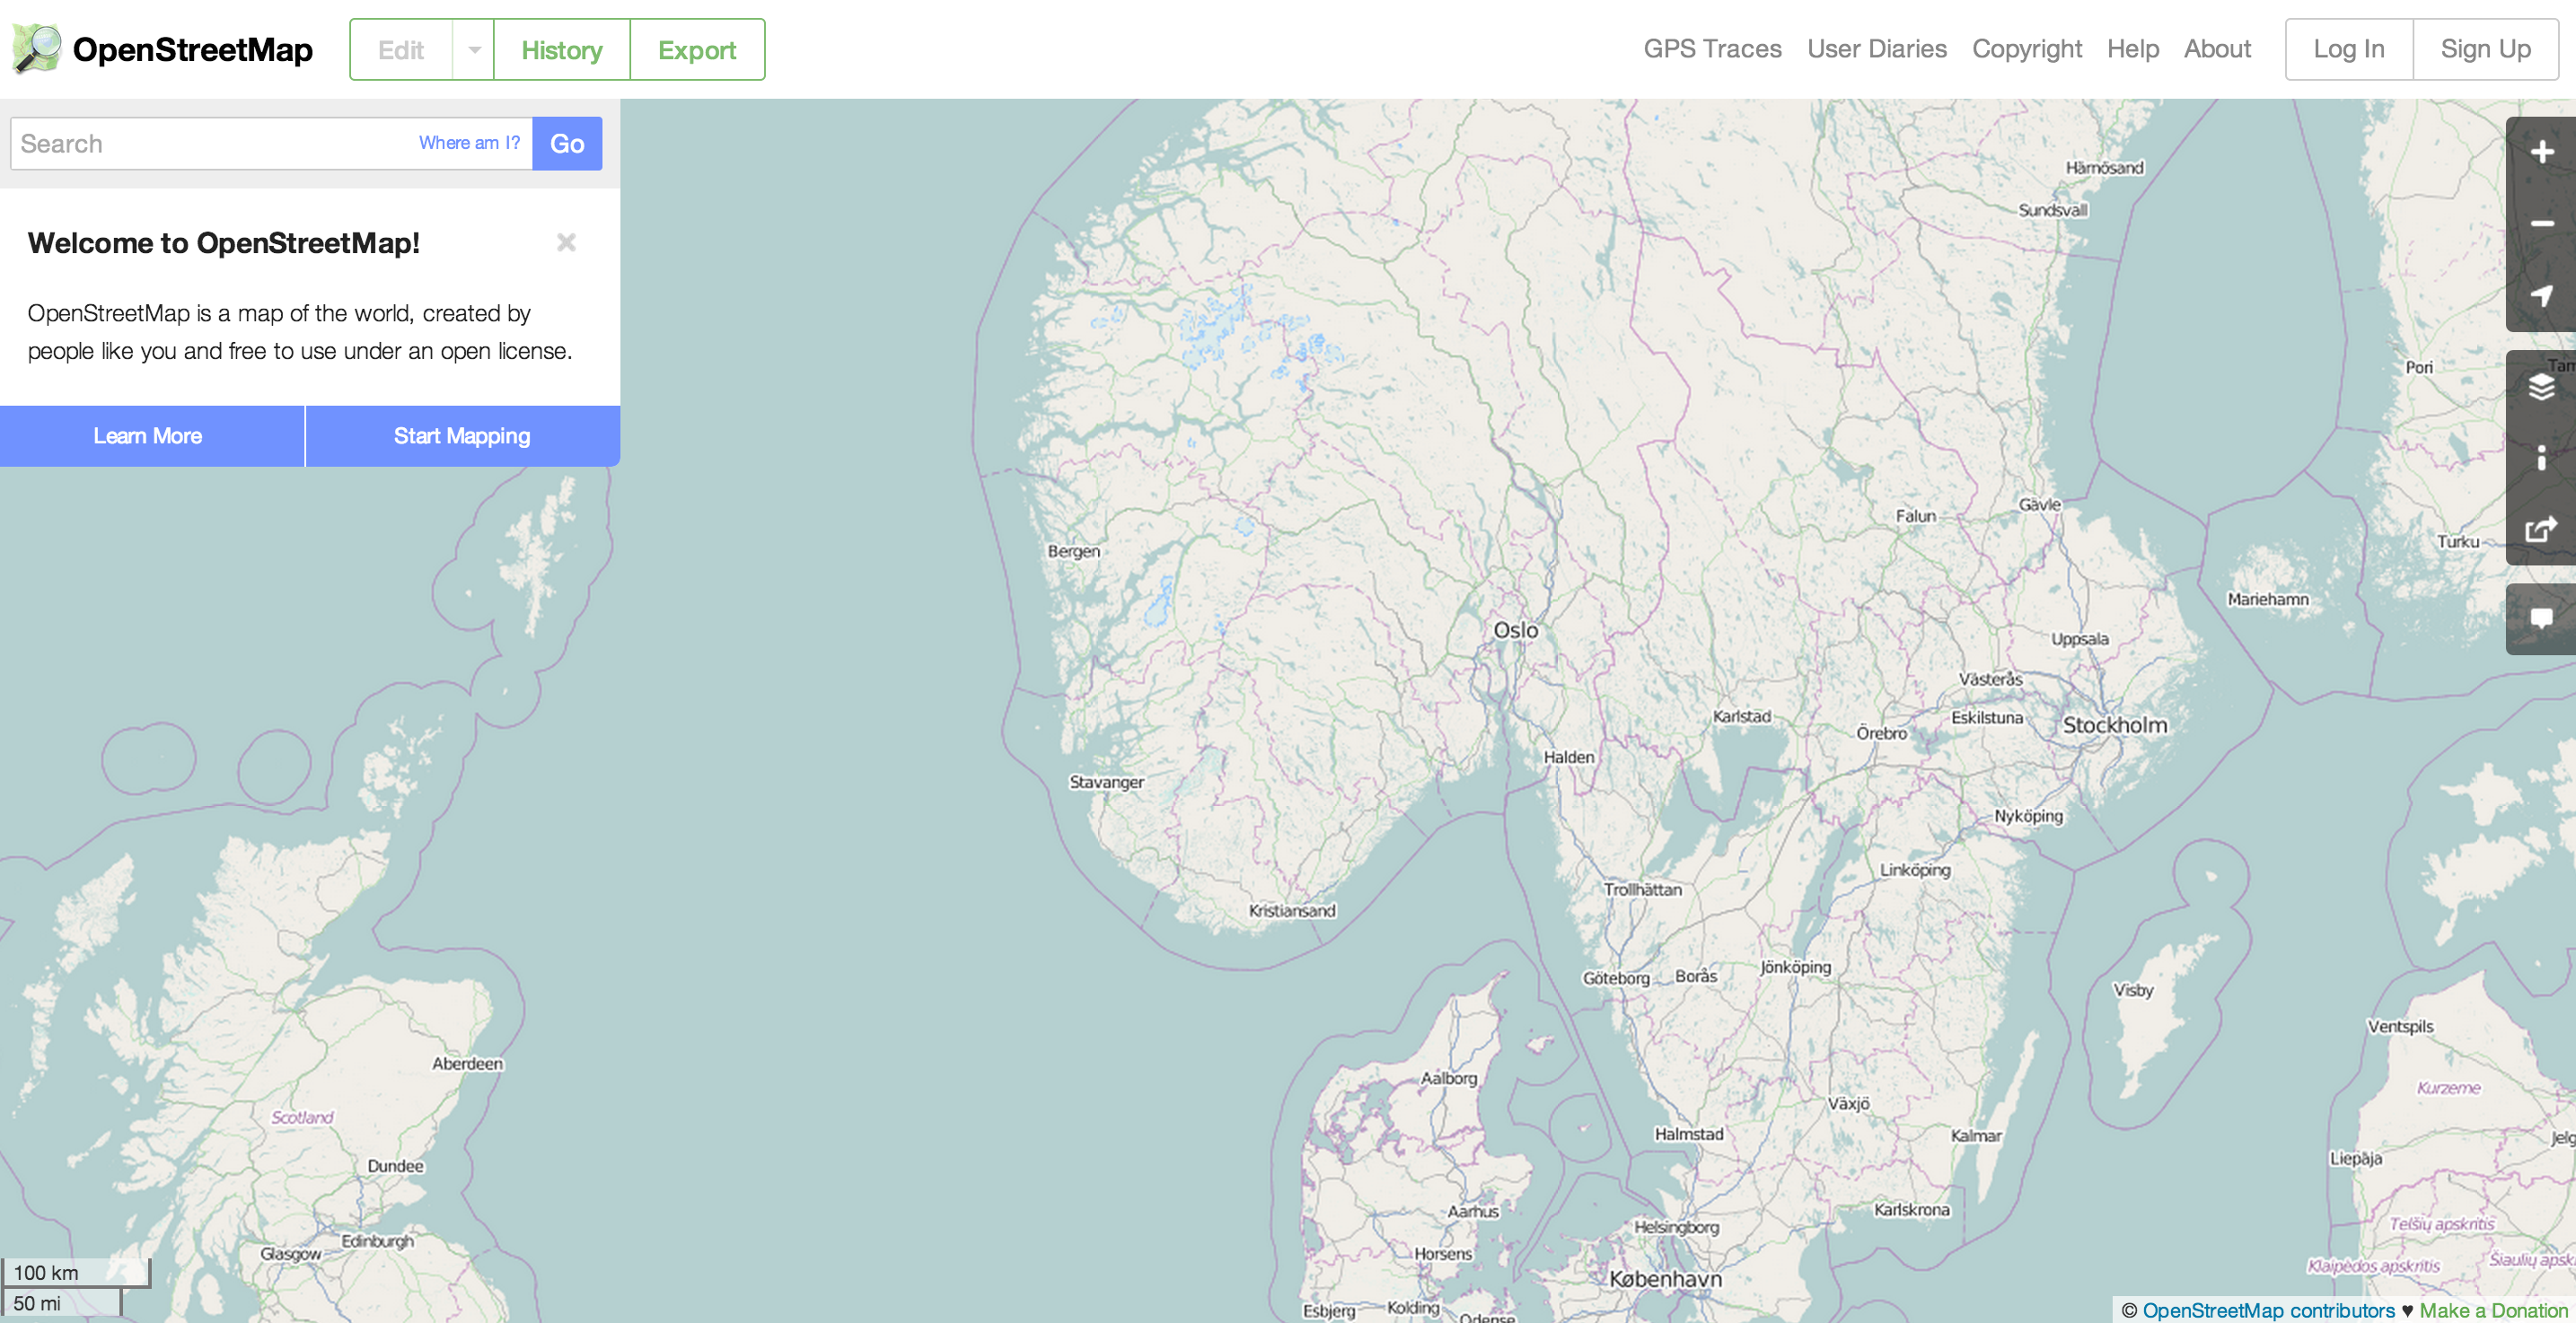 OpenStreetMap
Edit
History
Export
GPS Traces
User Diaries
Copyright
Help
About
Log In
Sign Up
Search
Where am I?
Go
Welcome to OpenStreetMap!
OpenStreetMap is a map of the world, created by
people like you and free to use under an open license.
Learn More
Start Mapping
Härnösand
Sundsvall
Pori
Tam
Gävle
Falun
Turku
Bergen
Mariehamn
Oslo
Uppsala
Västerås
Karlstad
Eskilstuna
Stockholm
Örebro
Halden
Stavanger
Nyköping
Linköping
Trollhättan
Kristiansand
Jönköping
Göteborg
Borås
Visby
Ventspils
Aberdeen
Aalborg
Kurzeme
Scotland
Växjö
Halmstad
Kalmar
Jelg
Liepāja
Dundee
Aarhus
Karlskrona
Helsingborg
Telšių apskritis
Edinburgh
Glasgow
Horsens
Šiaulių apsk
Klaipėdos apskritis
København
100 km
50 mi
Esbjerg
Kolding
Odense
© OpenStreetMap contributors ♥ Make a Donation